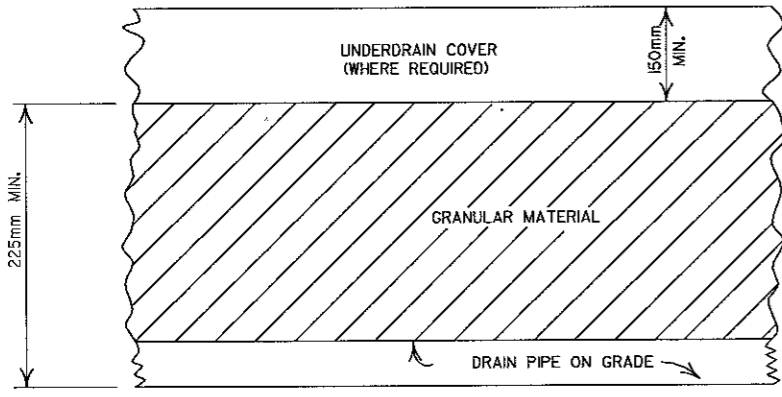 UNDERDRAIN COVER
(WHERE REQUIRED)
150mm
MIN.
225mm MIN.
GRANULAR MATERIAL
DRAIN PIPE ON GRADE